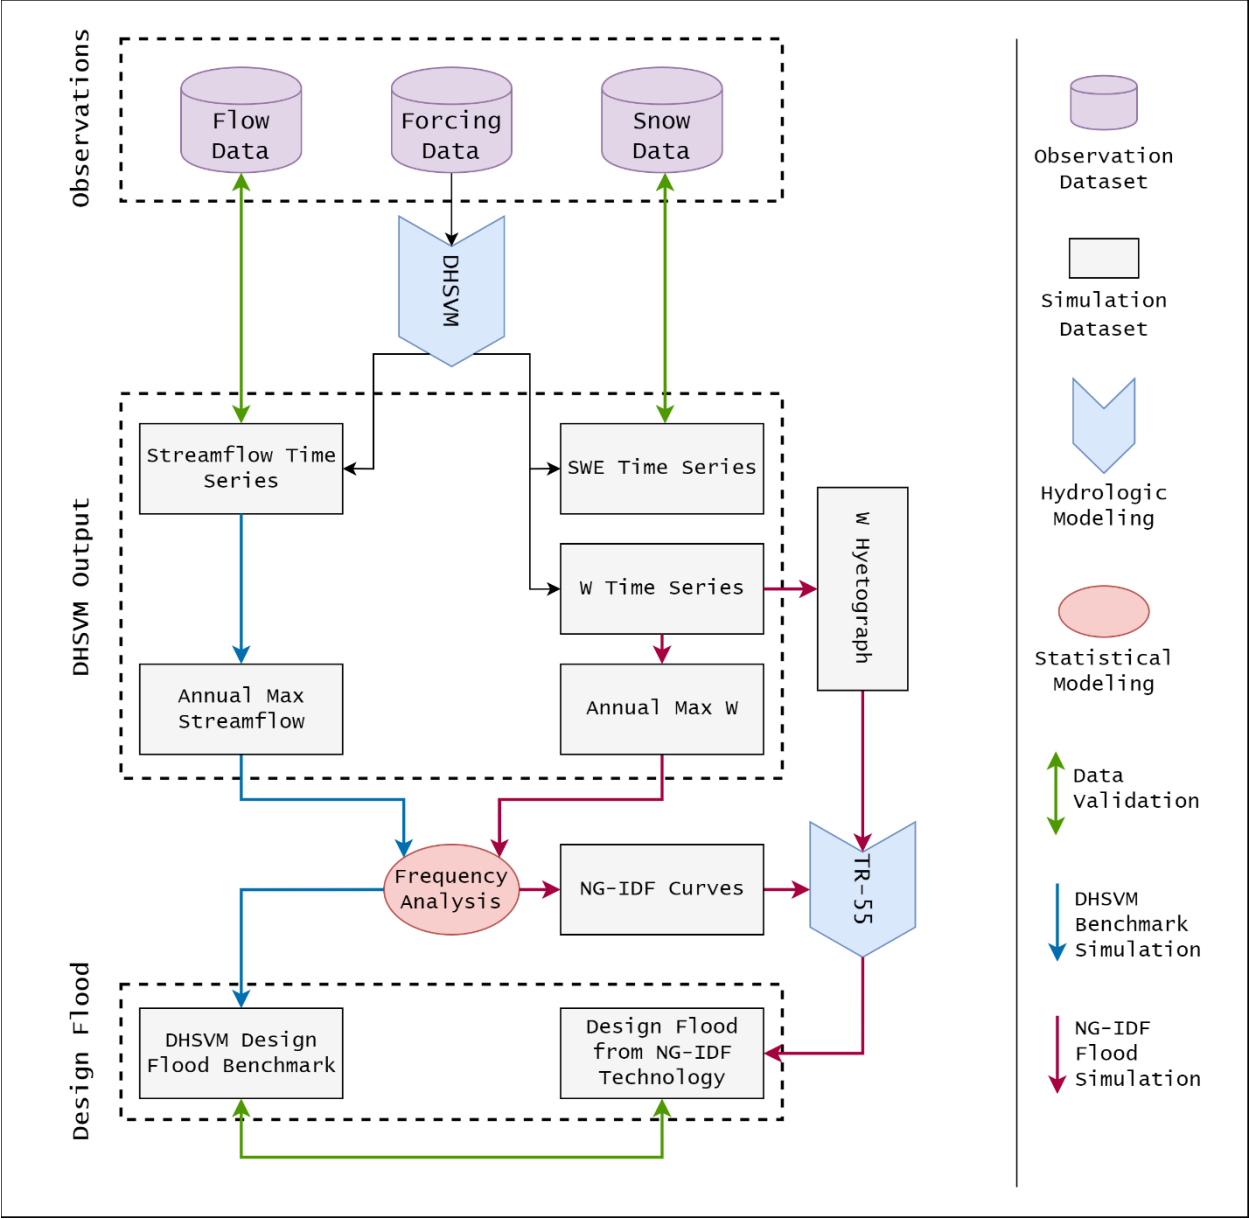 Observations
Flow
Data
Forcing
Data
Snow
Data
DHSVM
DHSVM Output
Streamflow Time
Series
SWE Time Series
W Time Series
W Hyetograph
Annual Max
Streamflow
Annual Max W
Frequency
Analysis
NG-IDF Curves
TR-55
Design Flood
DHSVM Design
Flood Benchmark
Design Flood
from NG-IDF
Technology
Observation
Dataset
Simulation
Dataset
Hydrologic
Modeling
Statistical
Modeling
Data
Validation
DHSVM
Benchmark
Simulation
NG-IDF
Flood
Simulation